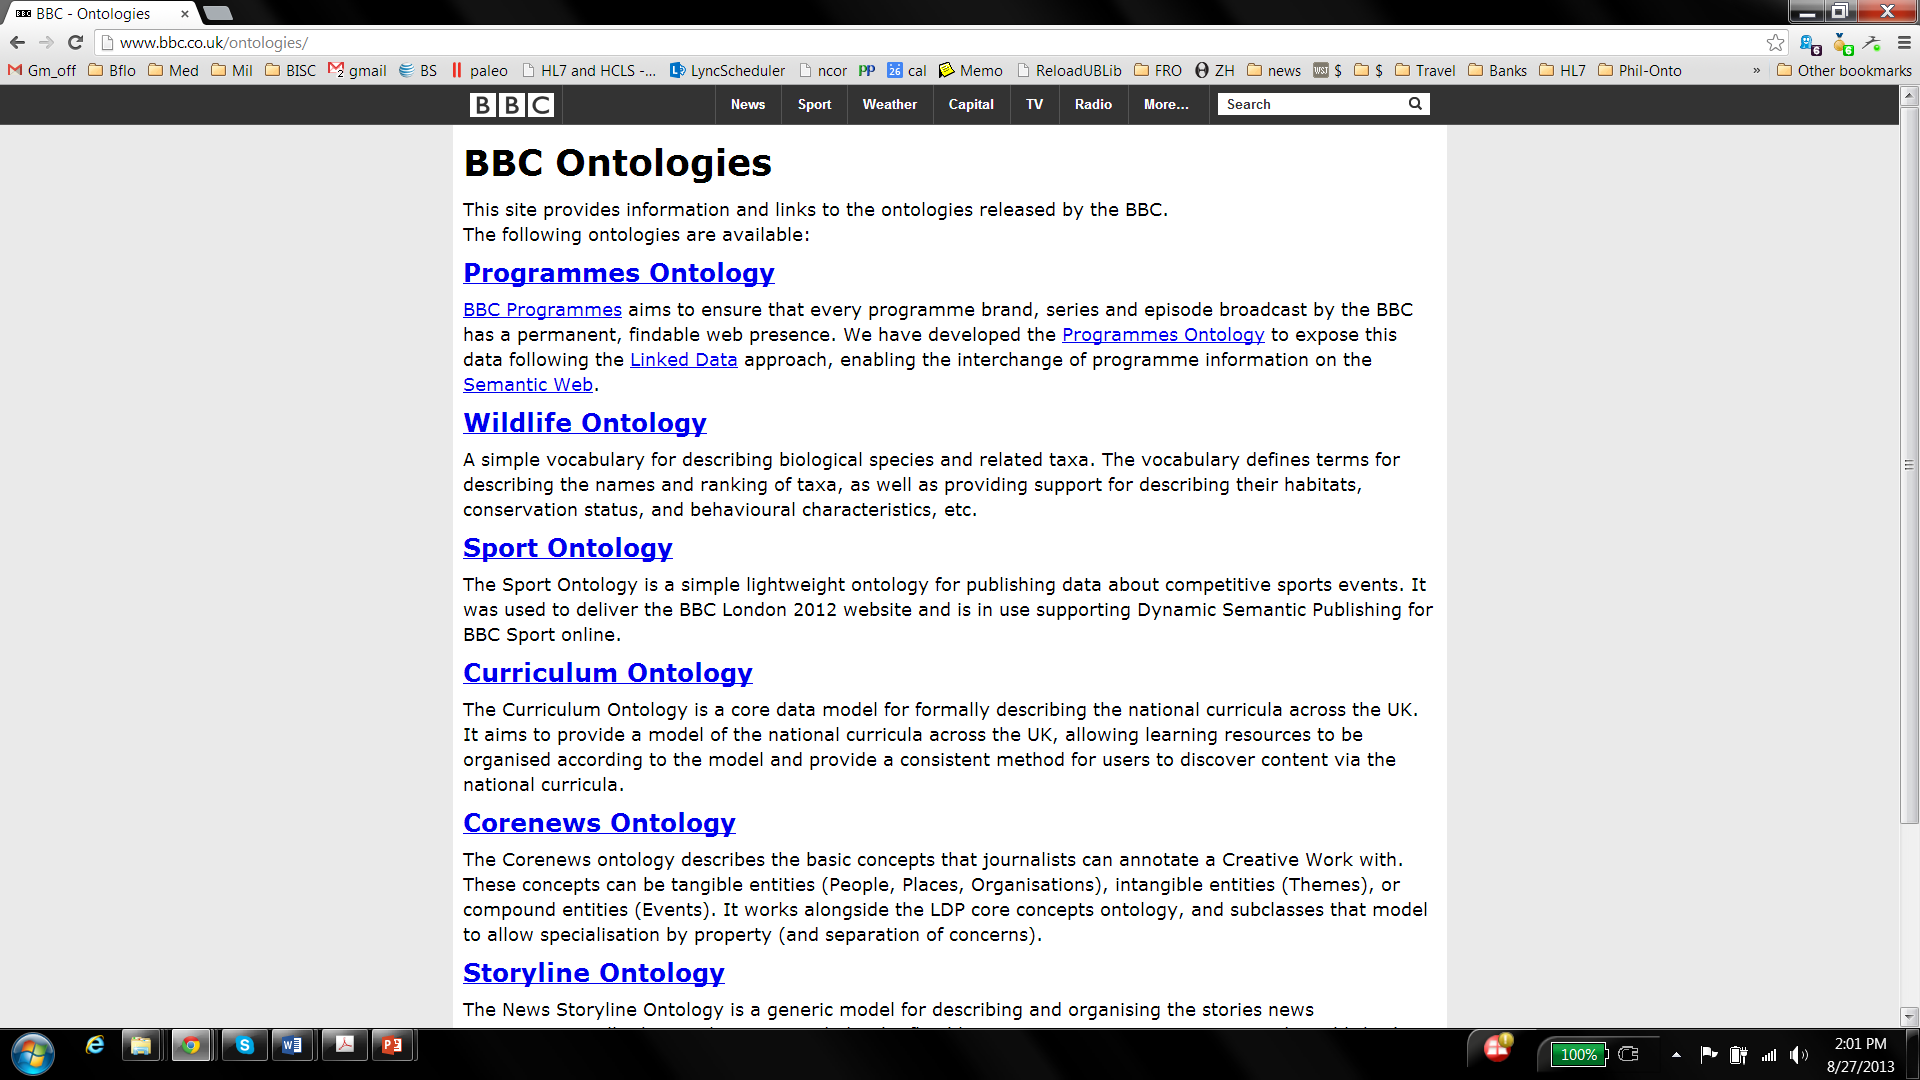 BBC - Ontologies
www.bbc.co.uk/ontologies/
Gm_off Bflo Med Mil BISC gmail BS paleo HL7 and HCLS -... LyncScheduler ncor PP 26 cal Memo ReloadUBLib FRO ZH news WST $ $ Travel Banks HL7 Phil-Onto » Other bookmarks
BBC News Sport Weather Capital TV Radio More... Search
BBC Ontologies
This site provides information and links to the ontologies released by the BBC.
The following ontologies are available:
Programmes Ontology
BBC Programmes aims to ensure that every programme brand, series and episode broadcast by the BBC
has a permanent, findable web presence. We have developed the Programmes Ontology to expose this
data following the Linked Data approach, enabling the interchange of programme information on the
Semantic Web.
Wildlife Ontology
A simple vocabulary for describing biological species and related taxa. The vocabulary defines terms for
describing the names and ranking of taxa, as well as providing support for describing their habitats,
conservation status, and behavioural characteristics, etc.
Sport Ontology
The Sport Ontology is a simple lightweight ontology for publishing data about competitive sports events. It
was used to deliver the BBC London 2012 website and is in use supporting Dynamic Semantic Publishing for
BBC Sport online.
Curriculum Ontology
The Curriculum Ontology is a core data model for formally describing the national curricula across the UK.
It aims to provide a model of the national curricula across the UK, allowing learning resources to be
organised according to the model and provide a consistent method for users to discover content via the
national curricula.
Corenews Ontology
The Corenews ontology describes the basic concepts that journalists can annotate a Creative Work with.
These concepts can be tangible entities (People, Places, Organisations), intangible entities (Themes), or
compound entities (Events). It works alongside the LDP core concepts ontology, and subclasses that model
to allow specialisation by property (and separation of concerns).
Storyline Ontology
The News Storyline Ontology is a generic model for describing and organising the stories news
100%
2:01 PM
8/27/2013